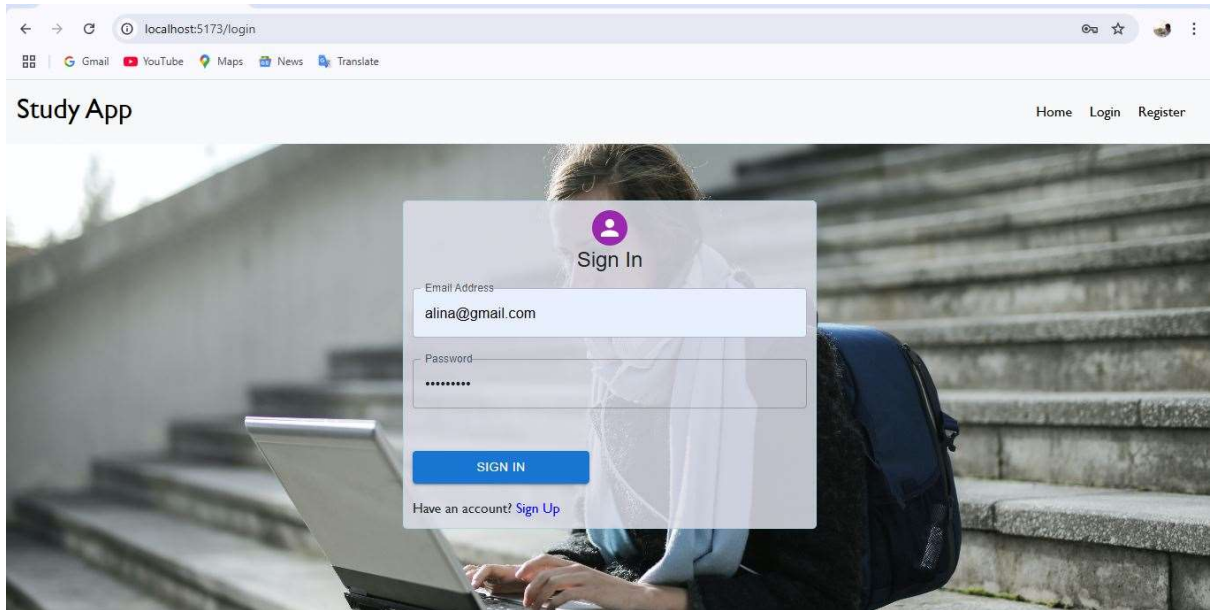 localhost:5173/login
Gmail YouTube Maps News Translate
Study App
Home Login Register
Sign In
Email Address
alina@gmail.com
Password
•••••••••
SIGN IN
Have an account? Sign Up